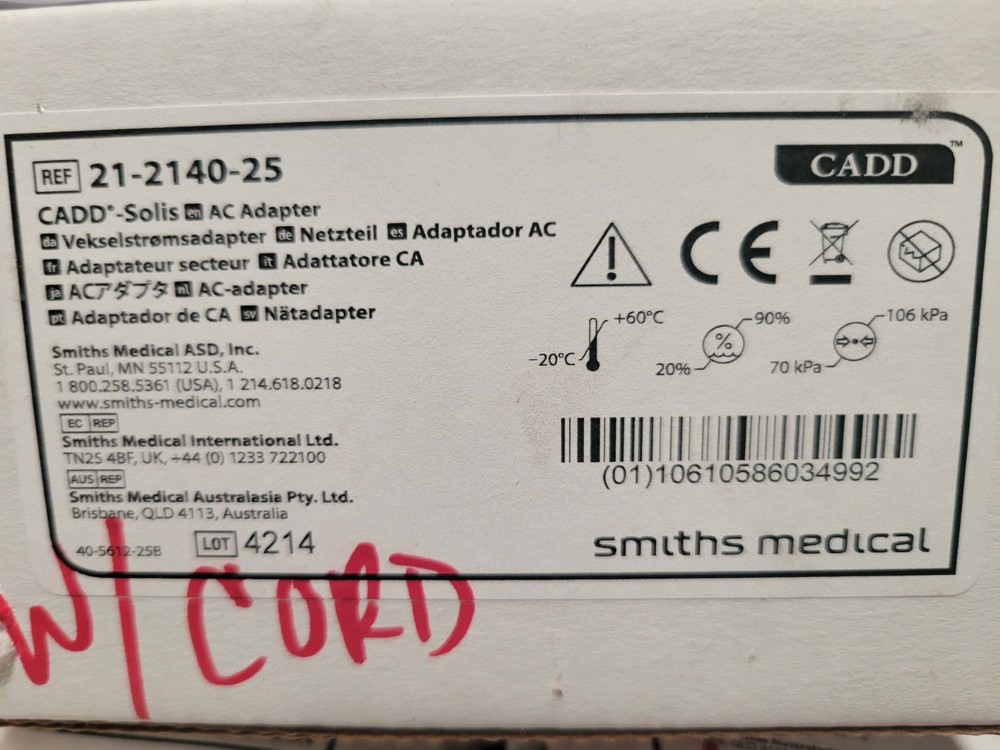 REF 21-2140-25
CADD™
CADD®-Solis en AC Adapter
da Vekselstrømsadapter de Netzteil es Adaptador AC
fr Adaptateur secteur it Adattatore CA
ja ACアダプタ nl AC-adapter
pt Adaptador de CA sv Nätadapter
CE
-20°C +60°C
20% % 90%
70 kPa 106 kPa
Smiths Medical ASD, Inc.
St. Paul, MN 55112 U.S.A.
1 800.258.5361 (USA), 1 214.618.0218
www.smiths-medical.com
EC REP
Smiths Medical International Ltd.
TN25 4BF, UK, +44 (0) 1233 722100
AUS REP
Smiths Medical Australasia Pty. Ltd.
Brisbane, QLD 4113, Australia
40-5612-25B LOT 4214
(01)10610586034992
smiths medical
W/ CORD